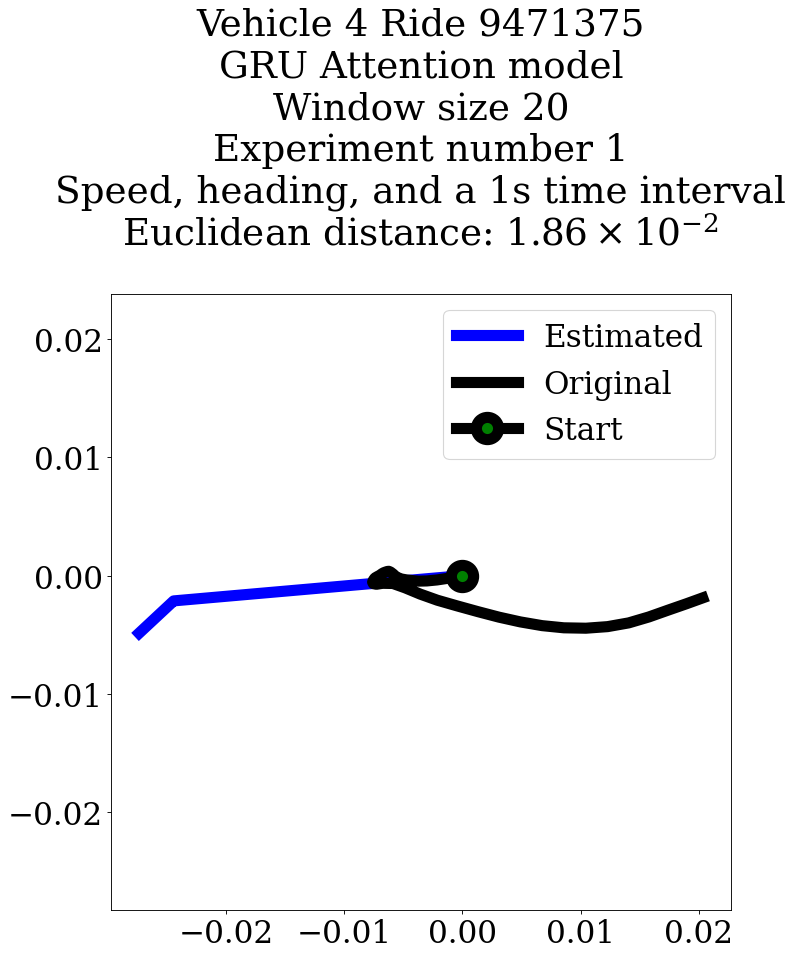 Vehicle 4 Ride 9471375
GRU Attention model
Window size 20
Experiment number 1
Speed, heading, and a 1s time interval
Euclidean distance: 1.86 × 10⁻²
Estimated
Original
Start
0.02
0.01
0.00
−0.01
−0.02
−0.02 −0.01 0.00 0.01 0.02